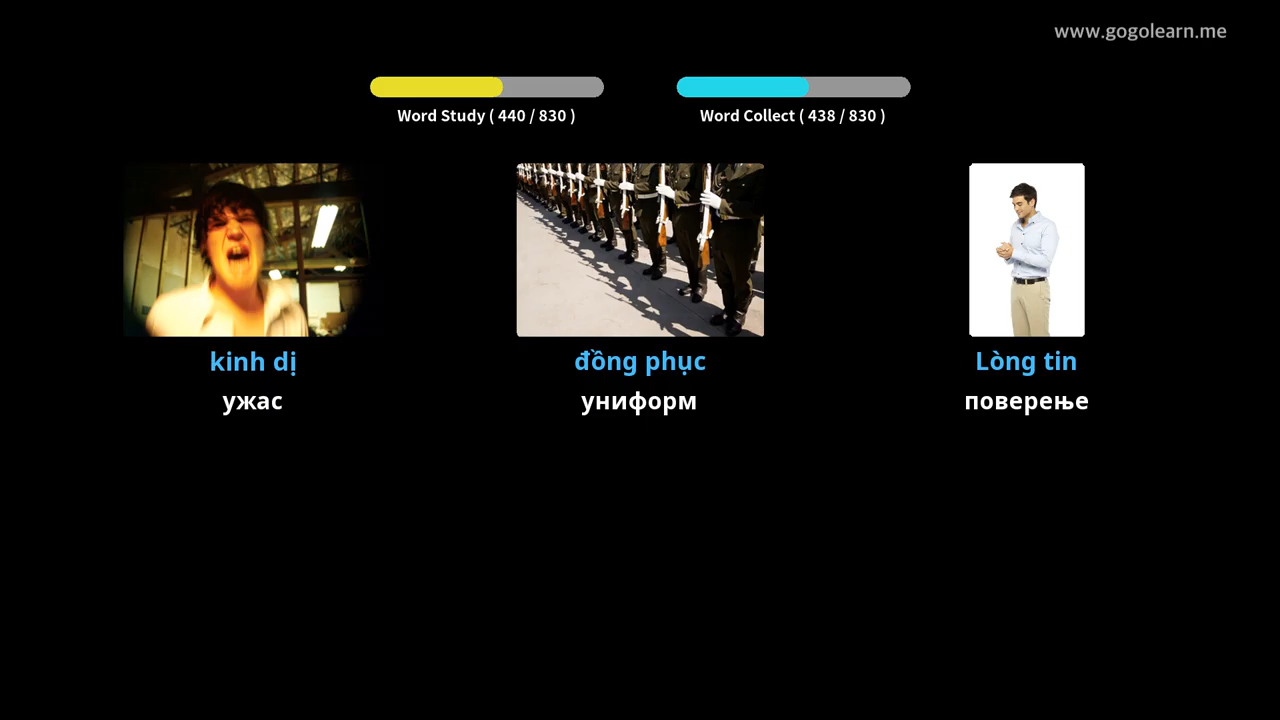 www.gogolearn.me
Word Study ( 440 / 830 )
Word Collect ( 438 / 830 )
kinh dị
đồng phục
Lòng tin
ужас
униформ
поверење